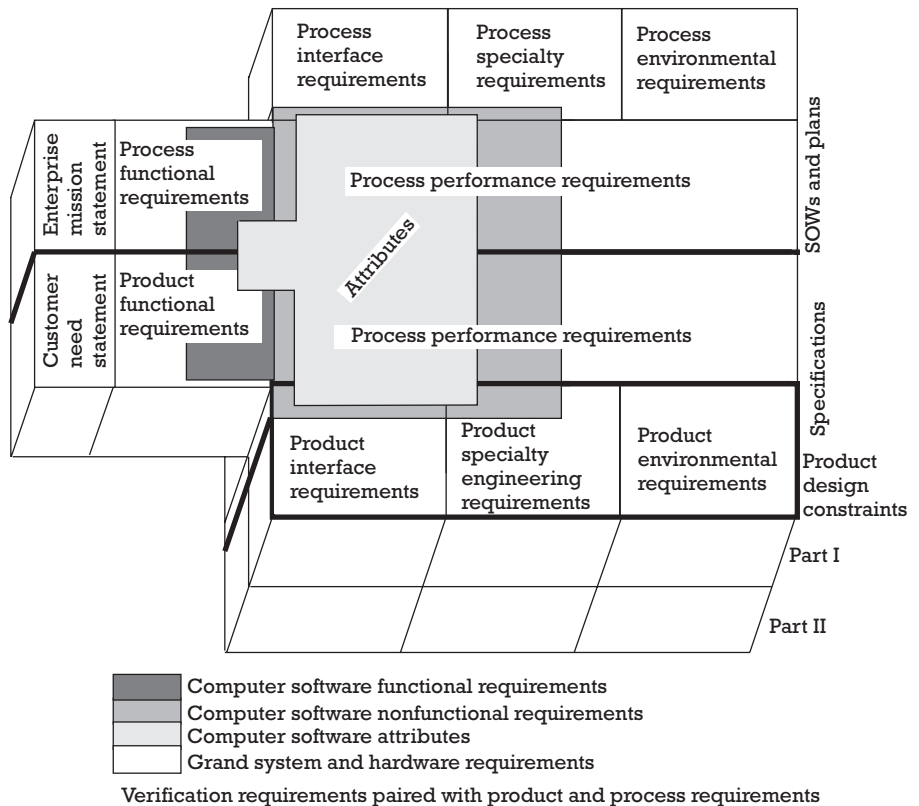 Process
interface
requirements
Process
specialty
requirements
Process
environmental
requirements
Enterprise
mission
statement
Process
functional
requirements
Process performance requirements
SOWs and plans
Attributes
Customer
need
statement
Product
functional
requirements
Process performance requirements
Specifications
Product
interface
requirements
Product
specialty
engineering
requirements
Product
environmental
requirements
Product
design
constraints
Part I
Part II
Computer software functional requirements
Computer software nonfunctional requirements
Computer software attributes
Grand system and hardware requirements
Verification requirements paired with product and process requirements